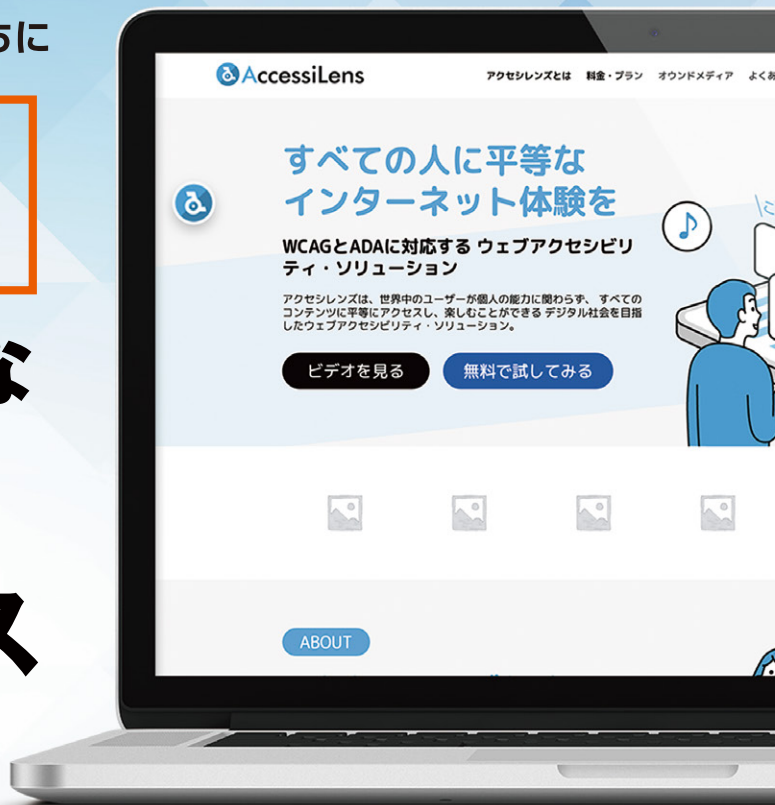 ちに
AccessiLens
アクセシレンズとは 料金・プラン オウンドメディア よくあ
すべての人に平等な
インターネット体験を
WCAGとADAに対応する ウェブアクセシビリ
ティ・ソリューション
アクセシレンズは、世界中のユーザーが個人の能力に関わらず、 すべての
コンテンツに平等にアクセスし、楽しむことができる デジタル社会を目指
したウェブアクセシビリティ・ソリューション。
ビデオを見る 無料で試してみる
な
ABOUT
ス